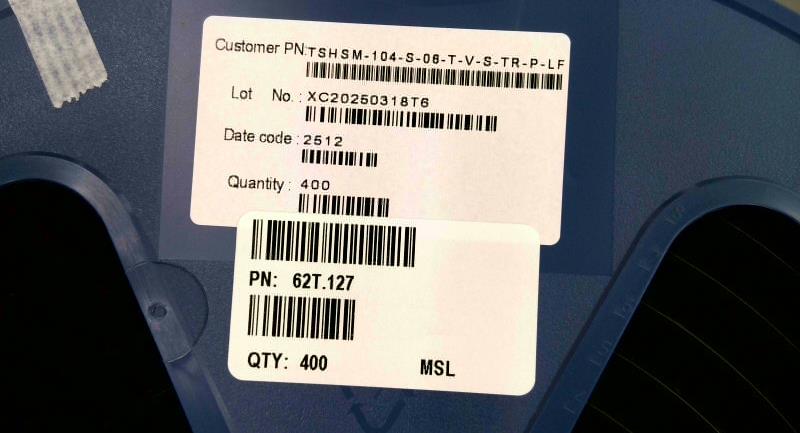 Customer PN:TSHSM-104-S-06-T-V-S-TR-P-LF
Lot No. : XC20250318T6
Date code : 2512
Quantity : 400
PN: 62T.127
QTY: 400 MSL